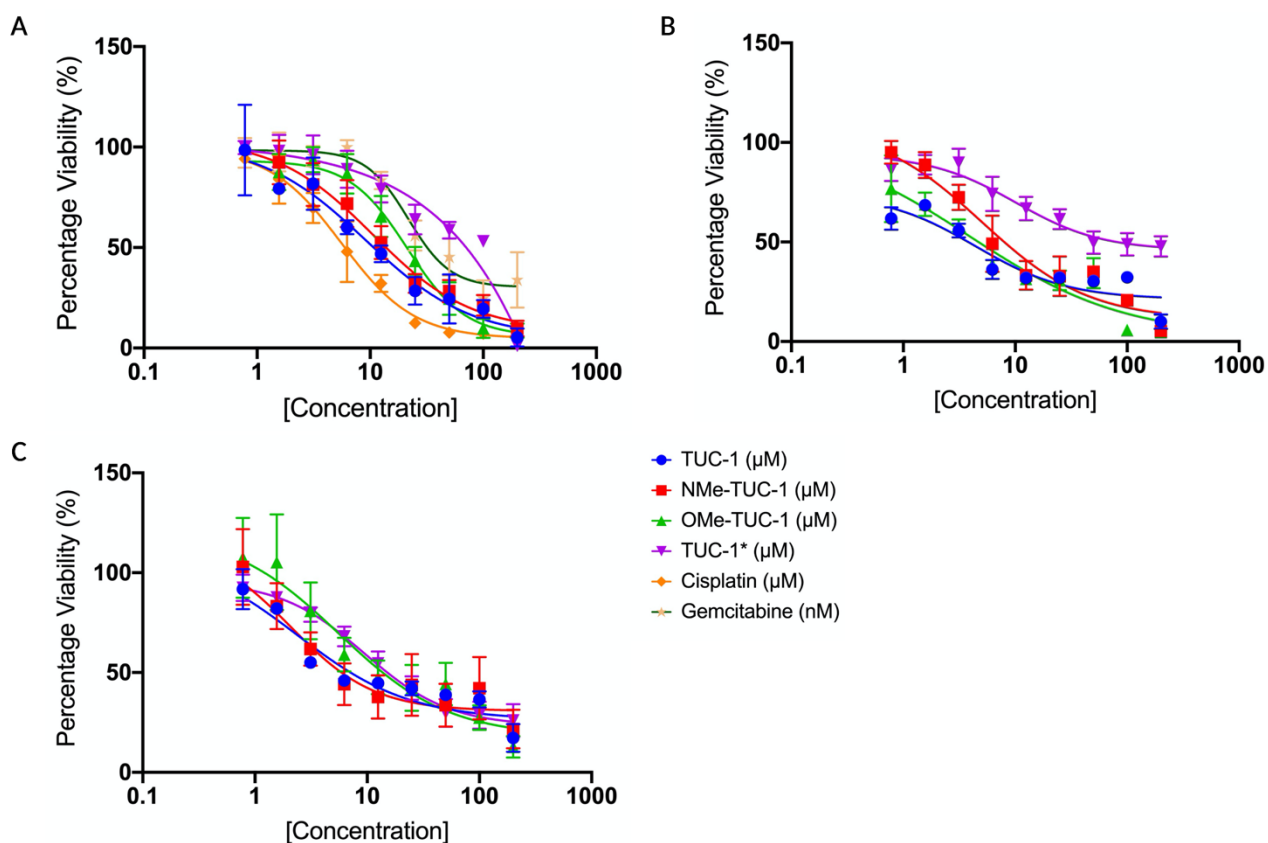 A
Percentage Viability (%)
150
100
50
0
0.1 1 10 100 1000
[Concentration]
B
Percentage Viability (%)
150
100
50
0
0.1 1 10 100 1000
[Concentration]
C
Percentage Viability (%)
150
100
50
0
0.1 1 10 100 1000
[Concentration]
TUC-1 (µM)
NMe-TUC-1 (µM)
OMe-TUC-1 (µM)
TUC-1* (µM)
Cisplatin (µM)
Gemcitabine (nM)